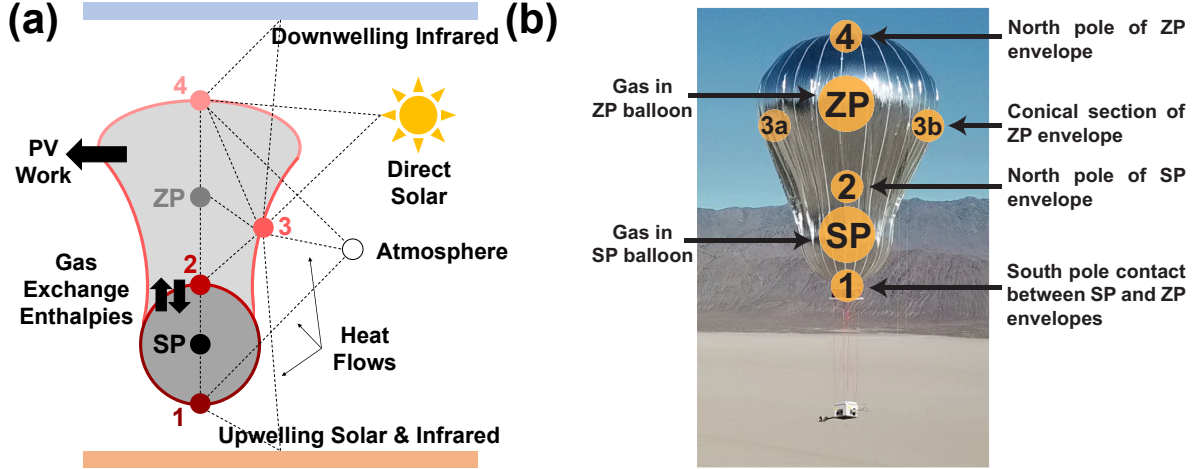 (a)
Downwelling Infrared
4
PV
Work
Direct
Solar
ZP
3
Atmosphere
2
Gas
Exchange
Enthalpies
SP
Heat
Flows
1
Upwelling Solar & Infrared
(b)
4
North pole of ZP
envelope
Gas in
ZP balloon
ZP
3a
3b
Conical section of
ZP envelope
2
North pole of SP
envelope
Gas in
SP balloon
SP
1
South pole contact
between SP and ZP
envelopes